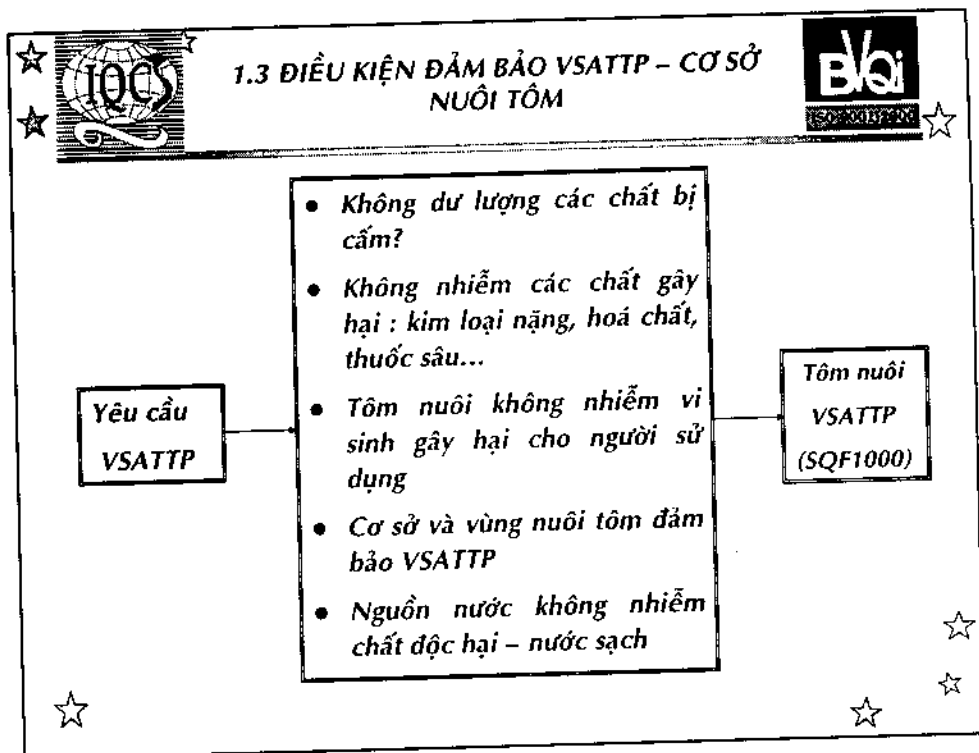 IQCS
1.3 ĐIỀU KIỆN ĐẢM BẢO VSATTP – CƠ SỞ
NUÔI TÔM
BVQi
Yêu cầu
VSATTP
• Không dư lượng các chất bị
cấm?
• Không nhiễm các chất gây
hại : kim loại nặng, hoá chất,
thuốc sâu...
• Tôm nuôi không nhiễm vi
sinh gây hại cho người sử
dụng
• Cơ sở và vùng nuôi tôm đảm
bảo VSATTP
• Nguồn nước không nhiễm
chất độc hại – nước sạch
Tôm nuôi
VSATTP
(SQF1000)